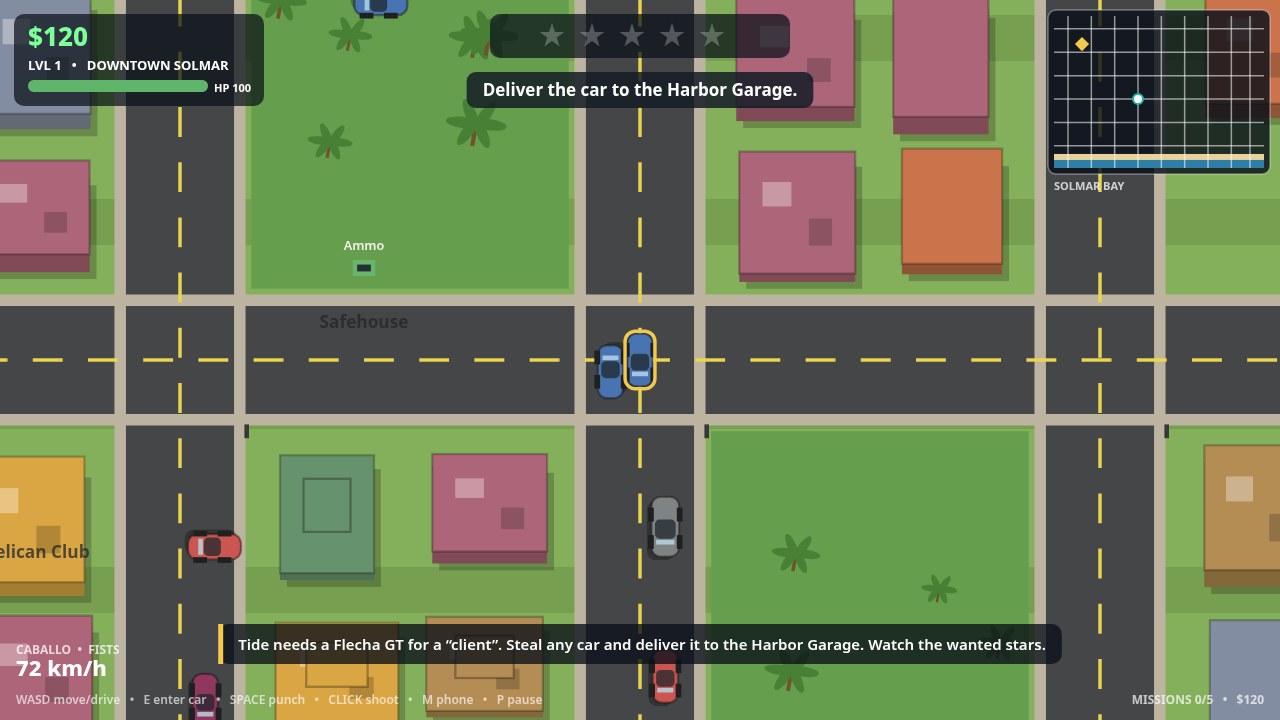 $120
LVL 1 • DOWNTOWN SOLMAR
HP 100
Deliver the car to the Harbor Garage.
SOLMAR BAY
Ammo
Safehouse
elican Club
Tide needs a Flecha GT for a “client”. Steal any car and deliver it to the Harbor Garage. Watch the wanted stars.
CABALLO • FISTS
72 km/h
WASD move/drive • E enter car • SPACE punch • CLICK shoot • M phone • P pause
MISSIONS 0/5 • $120